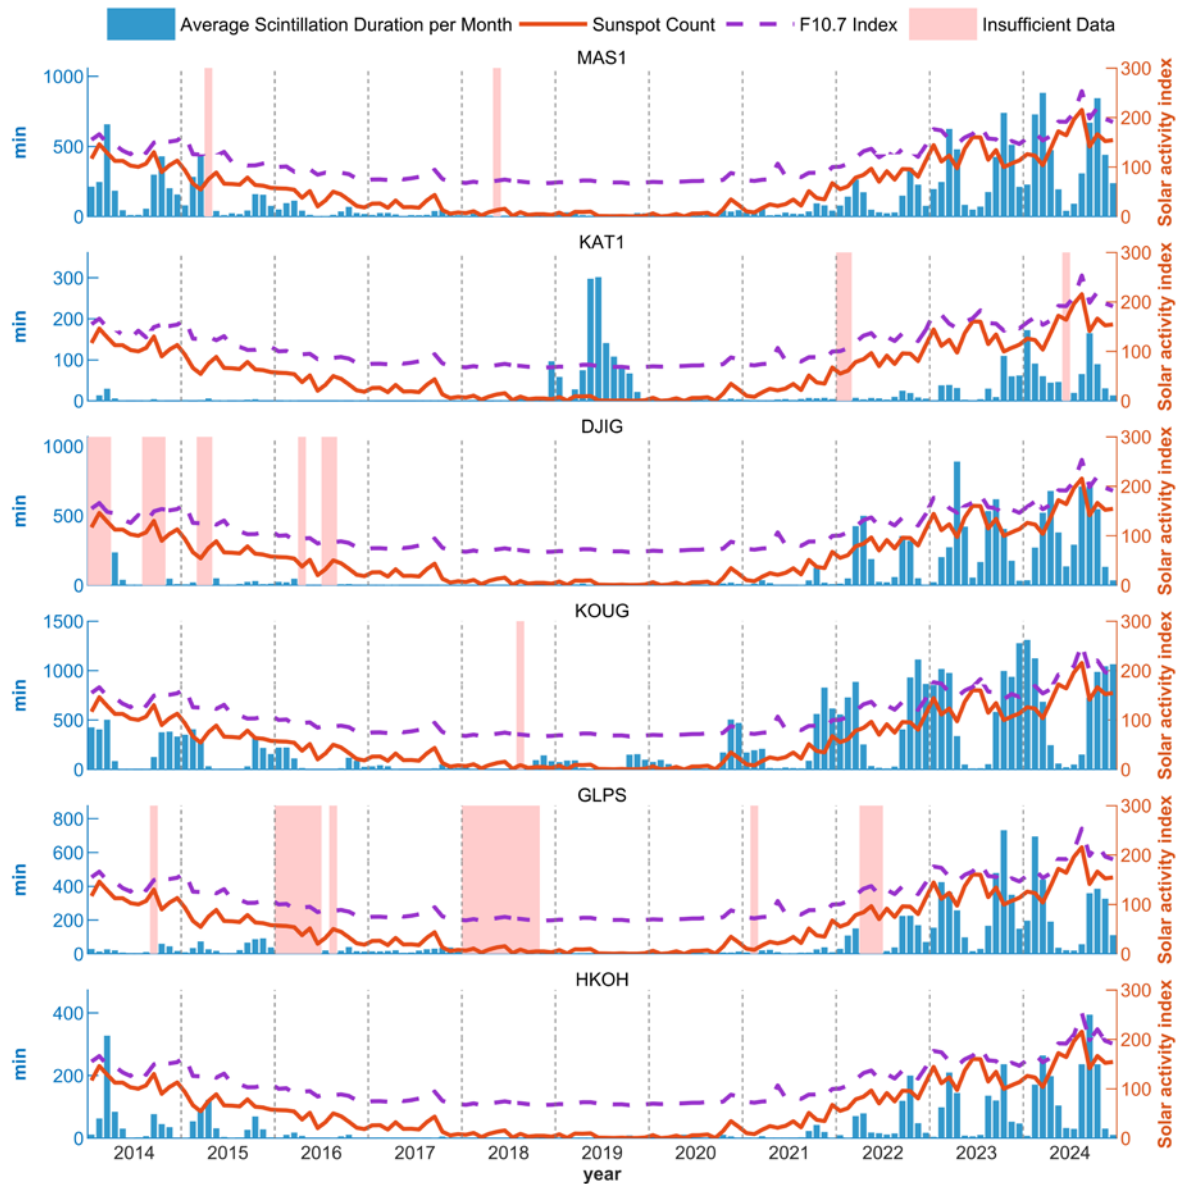 Average Scintillation Duration per Month Sunspot Count F10.7 Index Insufficient Data
MAS1
1000
500
0
min
300
200
100
0
Solar activity index
KAT1
300
200
100
0
min
300
200
100
0
Solar activity index
DJIG
1000
500
0
min
300
200
100
0
Solar activity index
KOUG
1500
1000
500
0
min
300
200
100
0
Solar activity index
GLPS
800
600
400
200
0
min
300
200
100
0
Solar activity index
HKOH
400
200
0
min
300
200
100
0
Solar activity index
2014 2015 2016 2017 2018 2019 2020 2021 2022 2023 2024
year